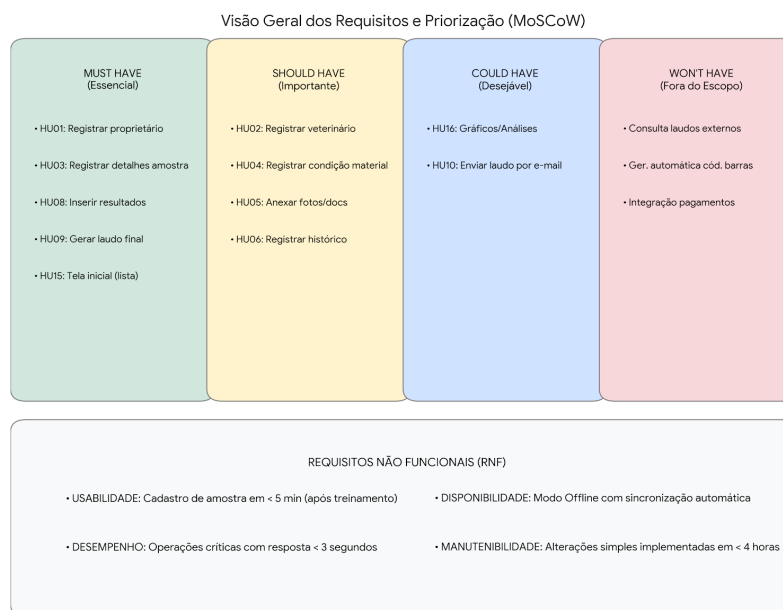 Visão Geral dos Requisitos e Priorização (MoSCoW)
MUST HAVE
(Essencial)
• HU01: Registrar proprietário
• HU03: Registrar detalhes amostra
• HU08: Inserir resultados
• HU09: Gerar laudo final
• HU15: Tela inicial (lista)
SHOULD HAVE
(Importante)
• HU02: Registrar veterinário
• HU04: Registrar condição material
• HU05: Anexar fotos/docs
• HU06: Registrar histórico
COULD HAVE
(Desejável)
• HU16: Gráficos/Análises
• HU10: Enviar laudo por e-mail
WON'T HAVE
(Fora do Escopo)
• Consulta laudos externos
• Ger. automática cód. barras
• Integração pagamentos
REQUISITOS NÃO FUNCIONAIS (RNF)
• USABILIDADE: Cadastro de amostra em < 5 min (após treinamento)
• DISPONIBILIDADE: Modo Offline com sincronização automática
• DESEMPENHO: Operações críticas com resposta < 3 segundos
• MANUTENIBILIDADE: Alterações simples implementadas em < 4 horas